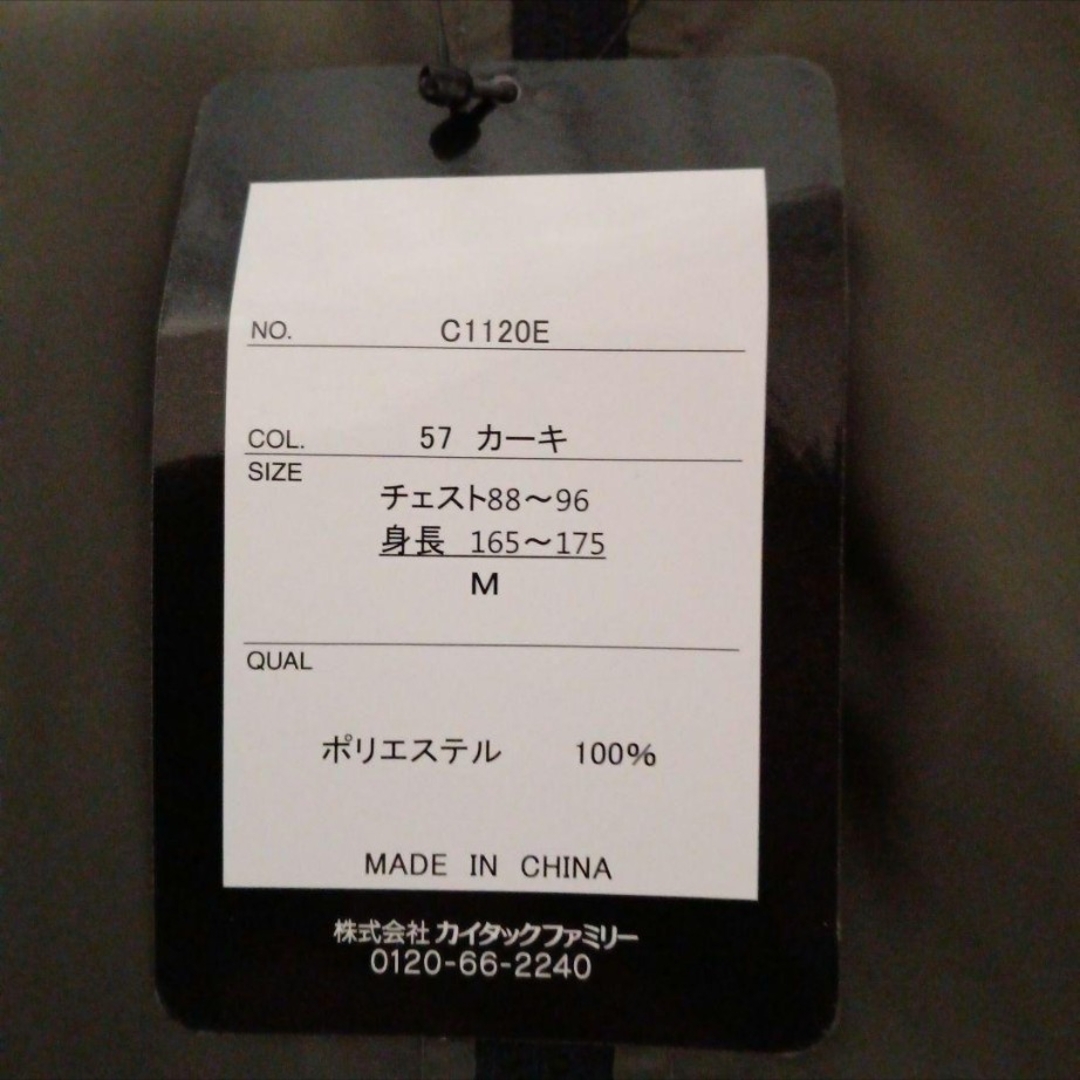 NO. C1120E
COL. 57 カーキ
SIZE
チェスト88～96
身長 165～175
M
QUAL
ポリエステル 100%
MADE IN CHINA
株式会社 カイタックファミリー
0120-66-2240